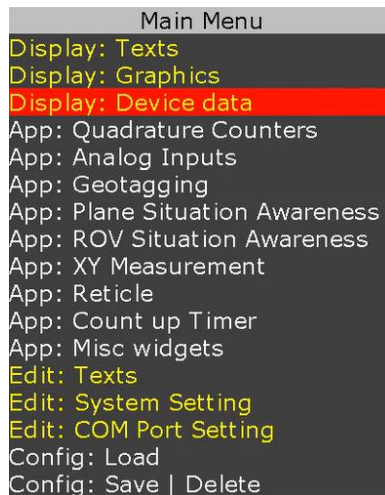 Main Menu
Display: Texts
Display: Graphics
Display: Device data
App: Quadrature Counters
App: Analog Inputs
App: Geotagging
App: Plane Situation Awareness
App: ROV Situation Awareness
App: XY Measurement
App: Reticle
App: Count up Timer
App: Misc widgets
Edit: Texts
Edit: System Setting
Edit: COM Port Setting
Config: Load
Config: Save | Delete